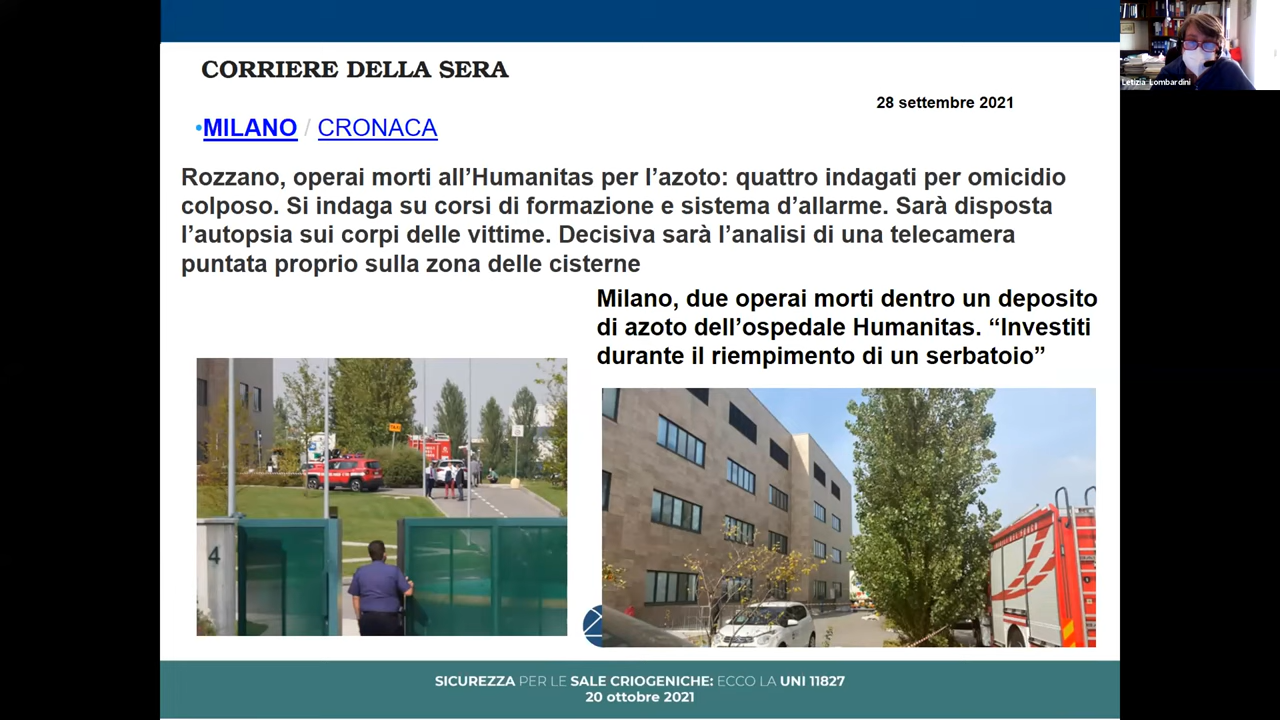 CORRIERE DELLA SERA
28 settembre 2021
•MILANO / CRONACA
Rozzano, operai morti all’Humanitas per l’azoto: quattro indagati per omicidio
colposo. Si indaga su corsi di formazione e sistema d’allarme. Sarà disposta
l’autopsia sui corpi delle vittime. Decisiva sarà l’analisi di una telecamera
puntata proprio sulla zona delle cisterne
Milano, due operai morti dentro un deposito
di azoto dell’ospedale Humanitas. “Investiti
durante il riempimento di un serbatoio”
4
SICUREZZA PER LE SALE CRIOGENICHE: ECCO LA UNI 11827
20 ottobre 2021
Letizia Lombardini